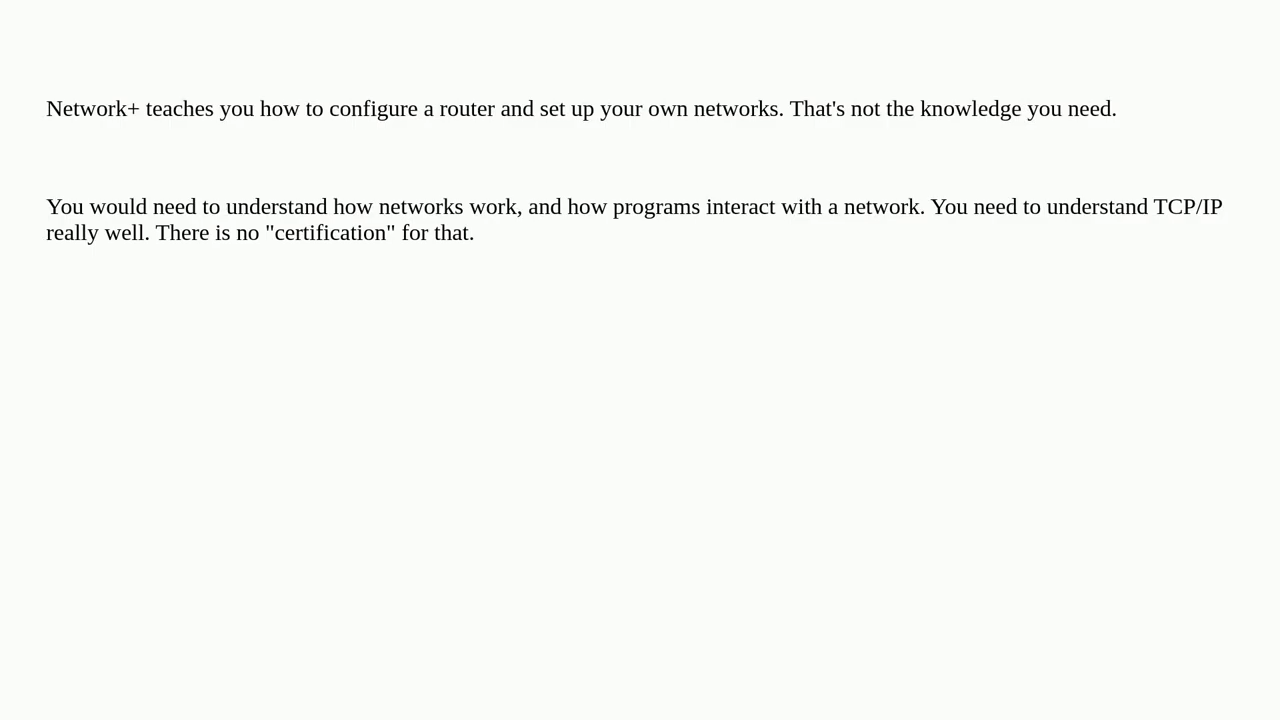 Network+ teaches you how to configure a router and set up your own networks. That's not the knowledge you need.
You would need to understand how networks work, and how programs interact with a network. You need to understand TCP/IP
really well. There is no "certification" for that.